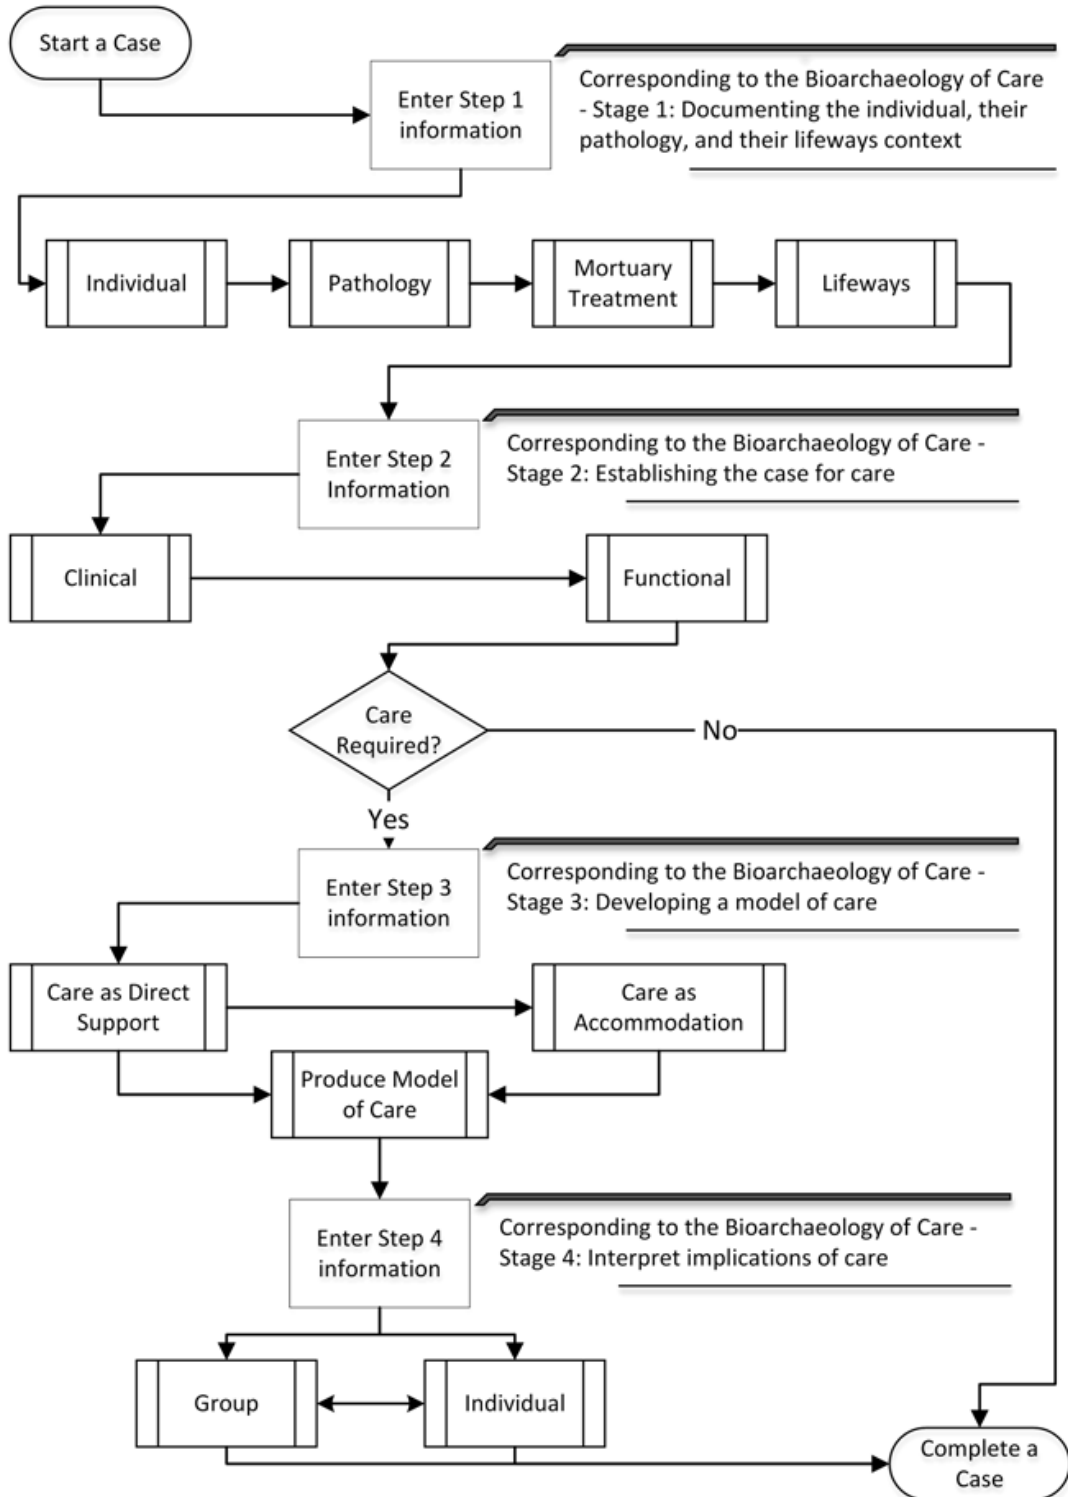 Start a Case
Enter Step 1
information
Corresponding to the Bioarchaeology of Care
- Stage 1: Documenting the individual, their
pathology, and their lifeways context
Individual
Pathology
Mortuary
Treatment
Lifeways
Enter Step 2
Information
Corresponding to the Bioarchaeology of Care -
Stage 2: Establishing the case for care
Clinical
Functional
Care
Required?
No
Yes
Enter Step 3
information
Corresponding to the Bioarchaeology of Care -
Stage 3: Developing a model of care
Care as Direct
Support
Care as
Accommodation
Produce Model
of Care
Enter Step 4
information
Corresponding to the Bioarchaeology of Care -
Stage 4: Interpret implications of care
Group
Individual
Complete a
Case